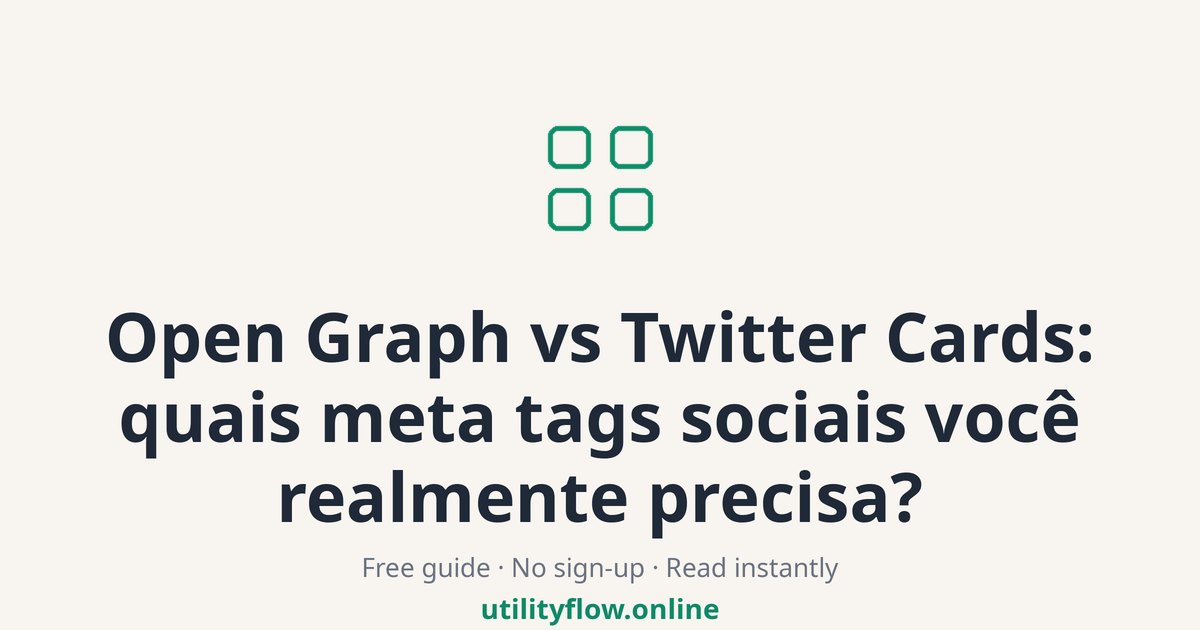 Open Graph vs Twitter Cards:
quais meta tags sociais você
realmente precisa?
Free guide · No sign-up · Read instantly
utilityflow.online